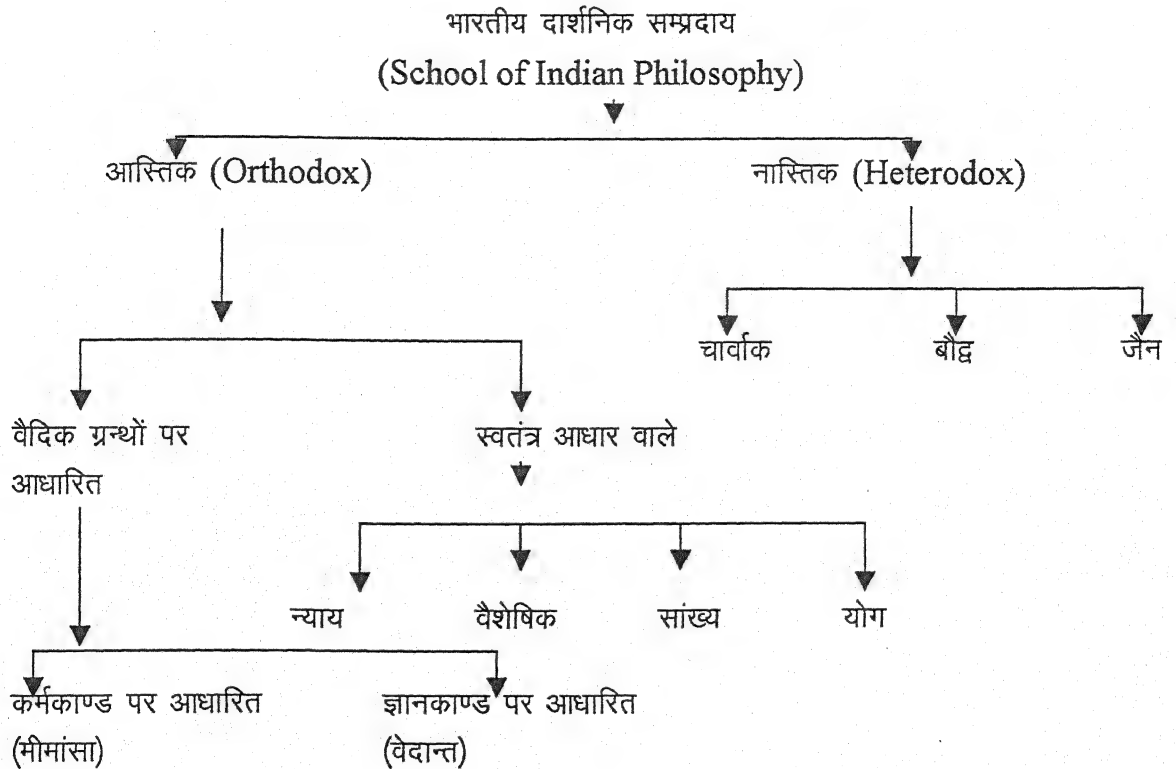 भारतीय दार्शनिक सम्प्रदाय
(School of Indian Philosophy)
आस्तिक (Orthodox)
नास्तिक (Heterodox)
चार्वाक
बौद्व
जैन
वैदिक ग्रन्थों पर
आधारित
स्वतंत्र आधार वाले
न्याय
वैशेषिक
सांख्य
योग
कर्मकाण्ड पर आधारित
(मीमांसा)
ज्ञानकाण्ड पर आधारित
(वेदान्त)